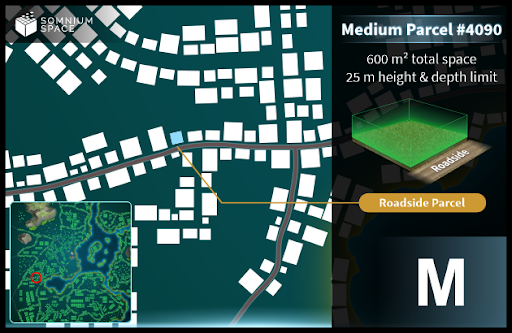 SOMNIUM
SPACE
Medium Parcel #4090
600 m² total space
25 m height & depth limit
Roadside
Roadside Parcel
M